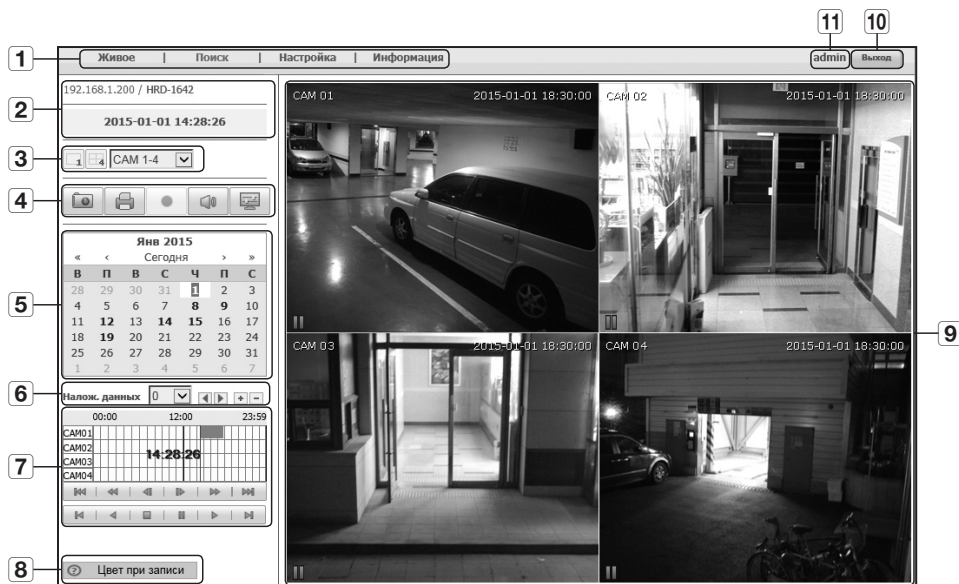 11 10
1 Живое | Поиск | Настройка | Информация admin Выход
2 192.168.1.200 / HRD-1642
2015-01-01 14:28:26
3 1 4 CAM 1-4
4
5 Янв 2015
« ‹ Сегодня › »
В П В С Ч П С
28 29 30 31 1 2 3
4 5 6 7 8 9 10
11 12 13 14 15 16 17
18 19 20 21 22 23 24
25 26 27 28 29 30 31
1 2 3 4 5 6 7
6 Налож. данных 0
7 00:00 12:00 23:59
CAM01
CAM02
14:28:26
CAM03
CAM04
8 ? Цвет при записи
CAM 01 2015-01-01 18:30:00
CAM 02 2015-01-01 18:30:00
9
CAM 03 2015-01-01 18:30:00
CAM 04 2015-01-01 18:30:00